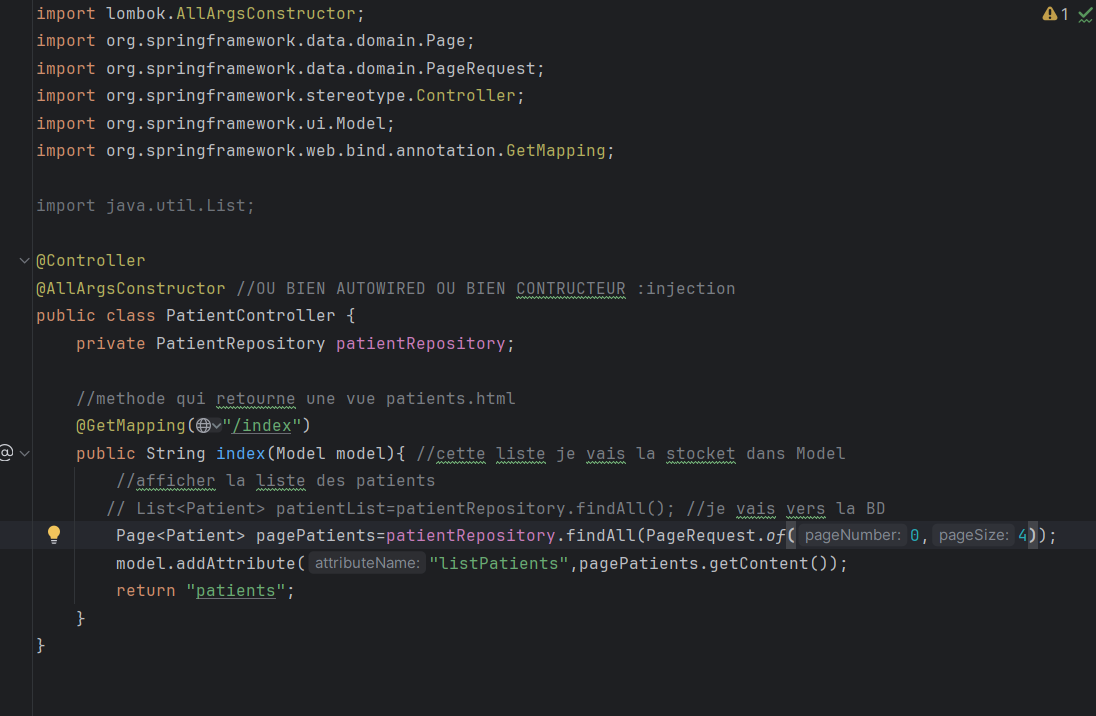 import lombok.AllArgsConstructor;
1
import org.springframework.data.domain.Page;
import org.springframework.data.domain.PageRequest;
import org.springframework.stereotype.Controller;
import org.springframework.ui.Model;
import org.springframework.web.bind.annotation.GetMapping;
import java.util.List;
@Controller
@AllArgsConstructor //OU BIEN AUTOWIRED OU BIEN CONTRUCTEUR :injection
public class PatientController {
private PatientRepository patientRepository;
//methode qui retourne une vue patients.html
@GetMapping("/index")
@ public String index(Model model){ //cette liste je vais la stocket dans Model
//afficher la liste des patients
// List<Patient> patientList=patientRepository.findAll(); //je vais vers la BD
Page<Patient> pagePatients=patientRepository.findAll(PageRequest.of( pageNumber: 0, pageSize: 4));
model.addAttribute( attributeName: "listPatients",pagePatients.getContent());
return "patients";
}
}